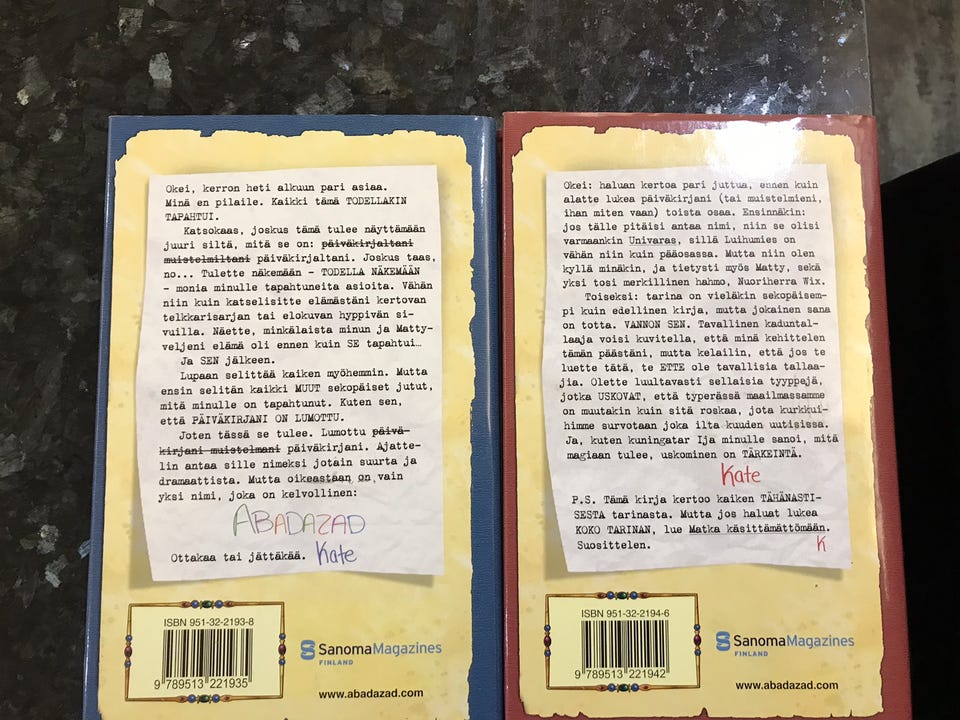 Okei, kerron heti alkuun pari asiaa.
Minä en pilaile. Kaikki tämä TODELLAKIN
TAPAHTUI.
Katsokaas, joskus tämä tulee näyttämään
juuri siltä, mitä se on: päiväkirjaltani
muistelmiltani päiväkirjaltani. Joskus taas,
no... Tulette näkemään - TODELLA NÄKEMÄÄN
- monia minulle tapahtuneita asioita. Vähän
niin kuin katselisitte elämästäni kertovan
telkkarisarjan tai elokuvan hyppivän si-
vuilla. Näette, minkälaista minun ja Matty-
veljeni elämä oli ennen kuin SE tapahtui…
Ja SEN jälkeen.
Lupaan selittää kaiken myöhemmin. Mutta
ensin selitän kaikki MUUT sekopäiset jutut,
mitä minulle on tapahtunut. Kuten sen,
että PÄIVÄKIRJANI ON LUMOTTU.
Joten tässä se tulee. Lumottu päivä-
kirjani muistelmani päiväkirjani. Ajatte-
lin antaa sille nimeksi jotain suurta ja
dramaattista. Mutta oikeastaan on vain
yksi nimi, joka on kelvollinen:
ABADAZAD
Ottakaa tai jättäkää. Kate
ISBN 951-32-2193-8
9 789513 221935
SanomaMagazines
FINLAND
www.abadazad.com
Okei: haluan kertoa pari juttua, ennen kuin
alatte lukea päiväkirjani (tai muistelmieni,
ihan miten vaan) toista osaa. Ensinnäkin:
jos tälle pitäisi antaa nimi, niin se olisi
varmaankin Univaras, sillä Luihumies on
vähän niin kuin pääosassa. Mutta niin olen
kyllä minäkin, ja tietysti myös Matty, sekä
yksi tosi merkillinen hahmo, Nuoriherra Wix.
Toiseksi: tarina on vieläkin sekopäisem-
pi kuin edellinen kirja, mutta jokainen sana
on totta. VANNON SEN. Tavallinen kaduntal-
laaja voisi kuvitella, että minä kehittelen
tämän päästäni, mutta kelailin, että jos te
luette tätä, te ETTE ole tavallisia tallaa-
jia. Olette luultavasti sellaisia tyyppejä,
jotka USKOVAT, että typerässä maailmassamme
on muutakin kuin sitä roskaa, jota kurkkui-
himme survotaan joka ilta kuuden uutisissa.
Ja, kuten kuningatar Ija minulle sanoi, mitä
magiaan tulee, uskominen on TÄRKEINTÄ.
Kate
P.S. Tämä kirja kertoo kaiken TÄHÄNASTI-
SESTA tarinasta. Mutta jos haluat lukea
KOKO TARINAN, lue Matka käsittämättömään.
Suosittelen. K
ISBN 951-32-2194-6
9 789513 221942
SanomaMagazines
FINLAND
www.abadazad.com